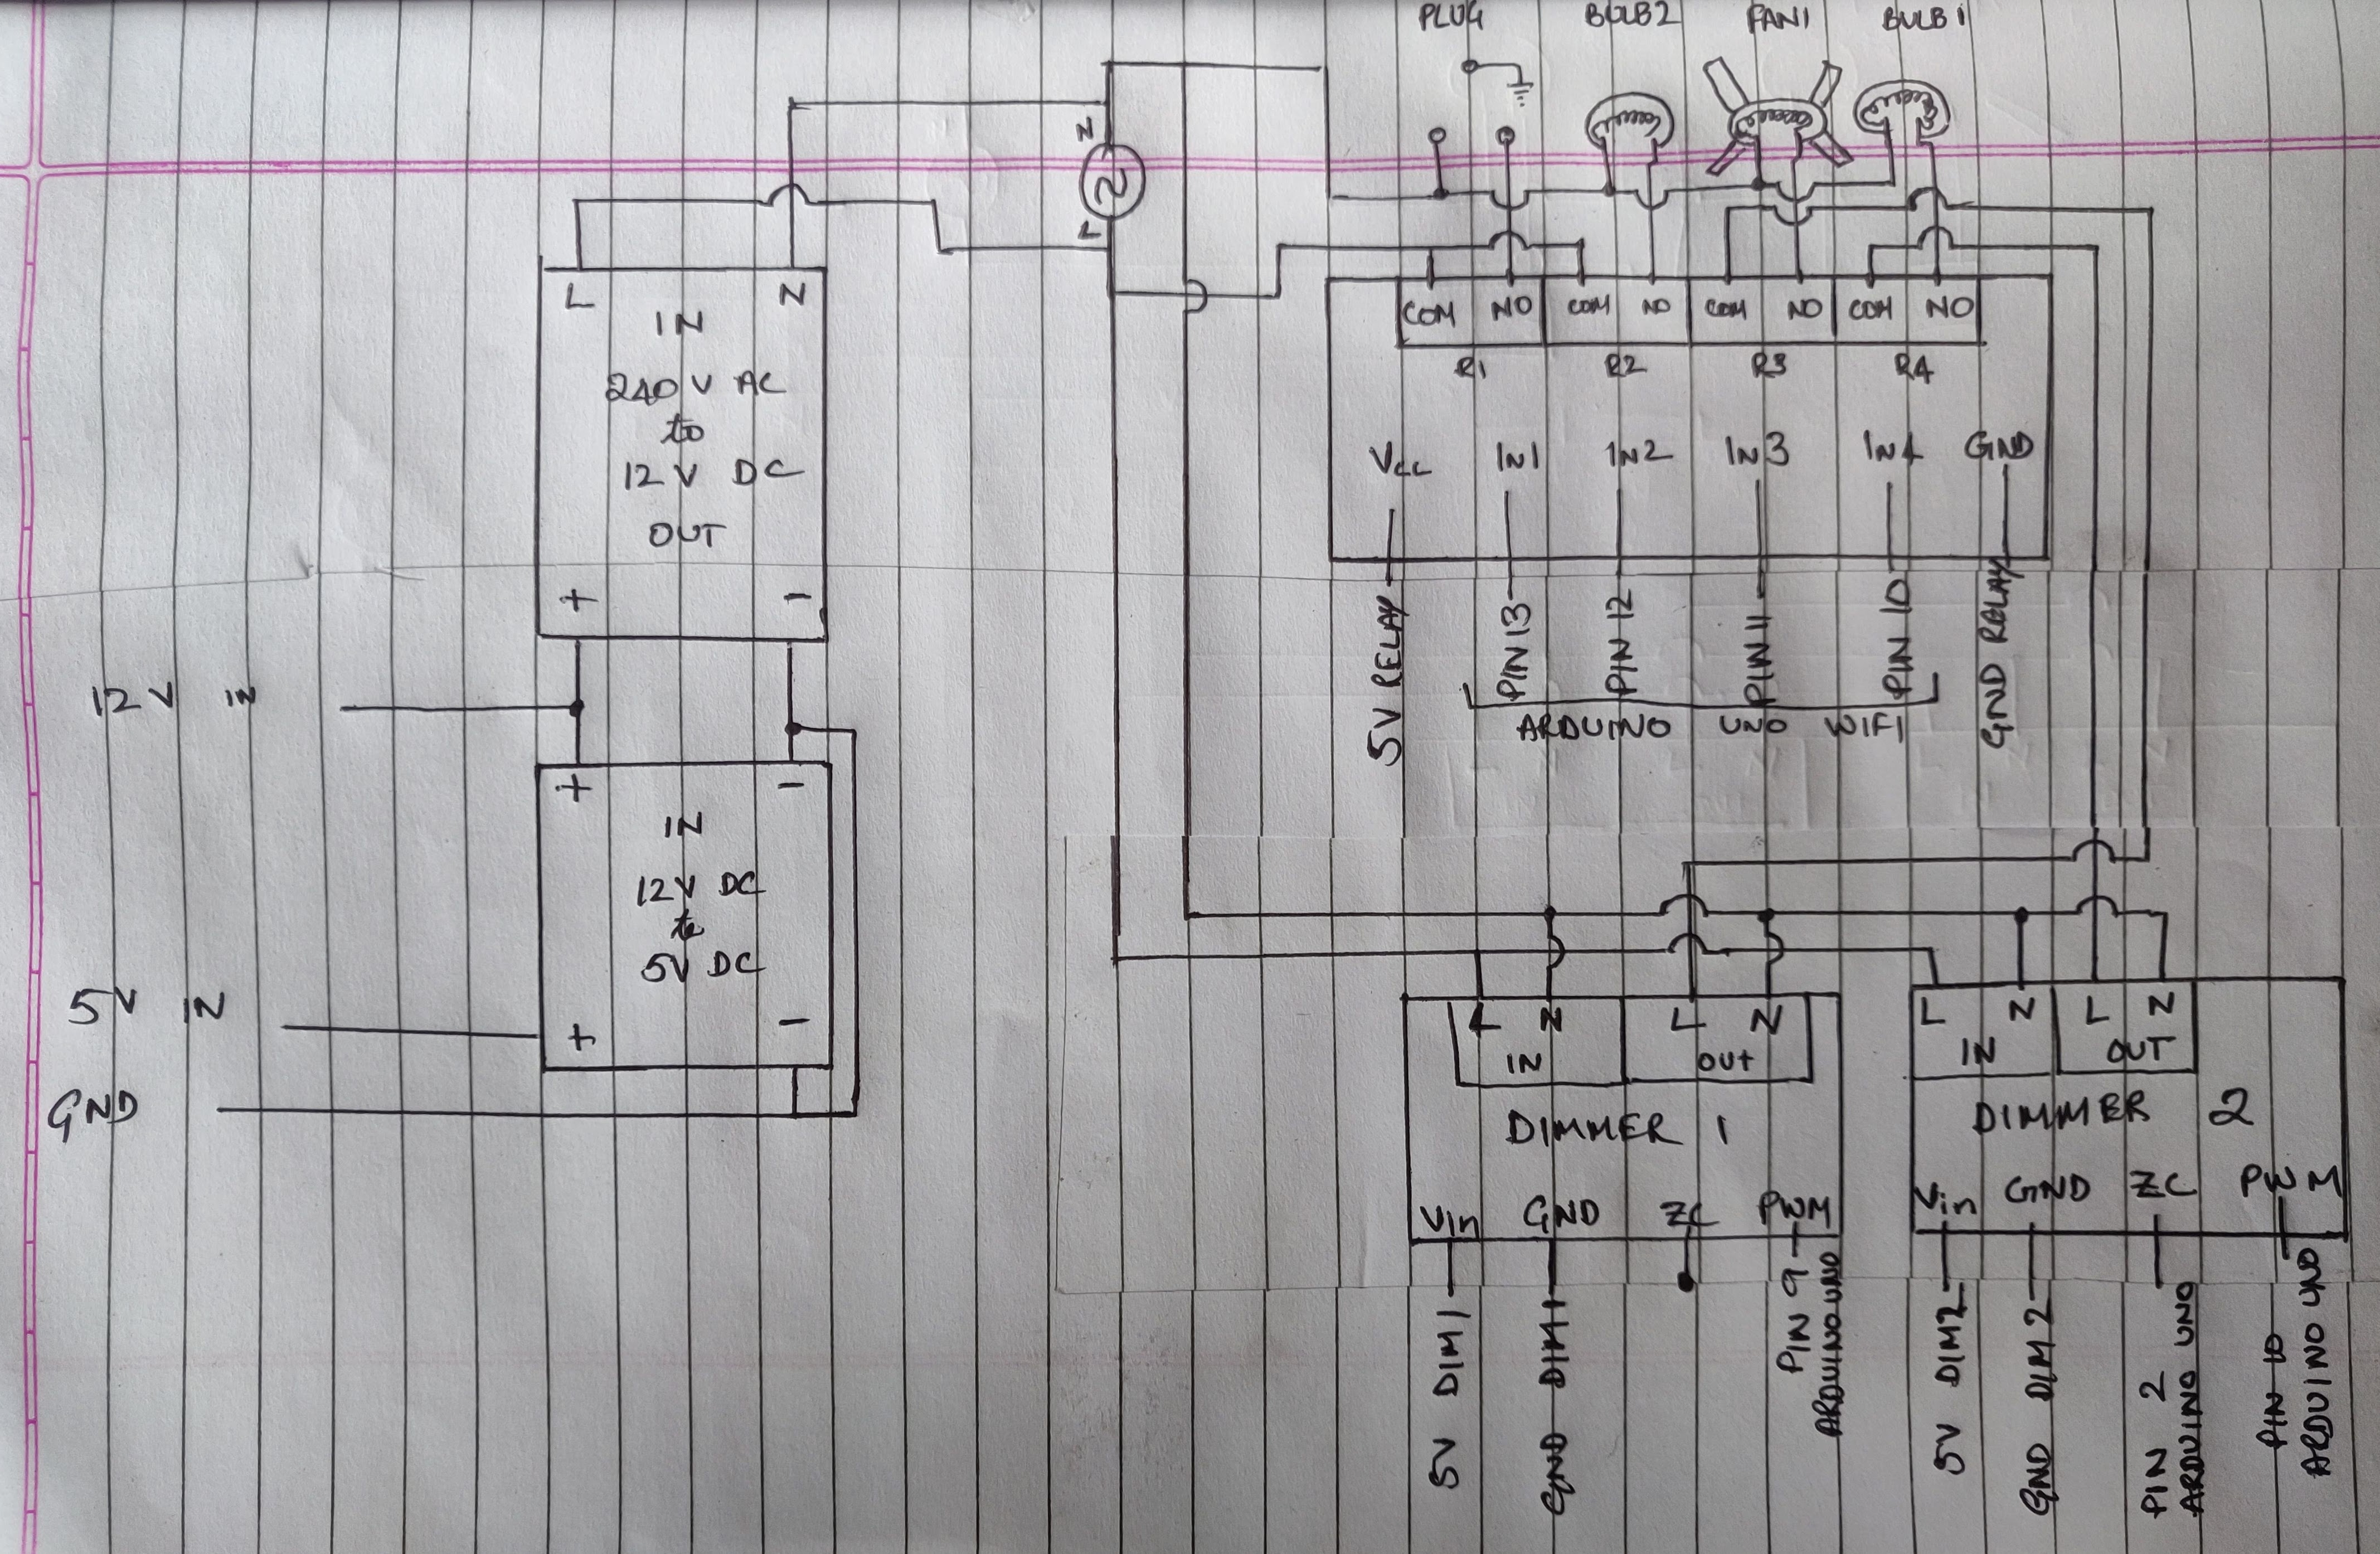 PLUG BULB2 FAN1 BULB1
N
L
L N
IN
240 V AC
to
12 V DC
OUT
+ -
COM NO COM NO COM NO COM NO
R1 R2 R3 R4
Vcc IN1 IN2 IN3 IN4 GND
5V RELAY
PIN 13
PIN 12
PIN 11
PIN 10
GND RELAY
ARDUINO UNO WIFI
12 V IN
+ -
IN
12V DC
to
5V DC
5V IN
+ -
GND
L N L N
IN OUT
DIMMER 1
Vin GND ZC PWM
5V DIM1
GND DIM1
PIN 9
ARDUINO UNO
L N L N
IN OUT
DIMMER 2
Vin GND ZC PWM
5V DIM2
GND DIM2
PIN 2
ARDUINO UNO
PIN 10
ARDUINO UNO